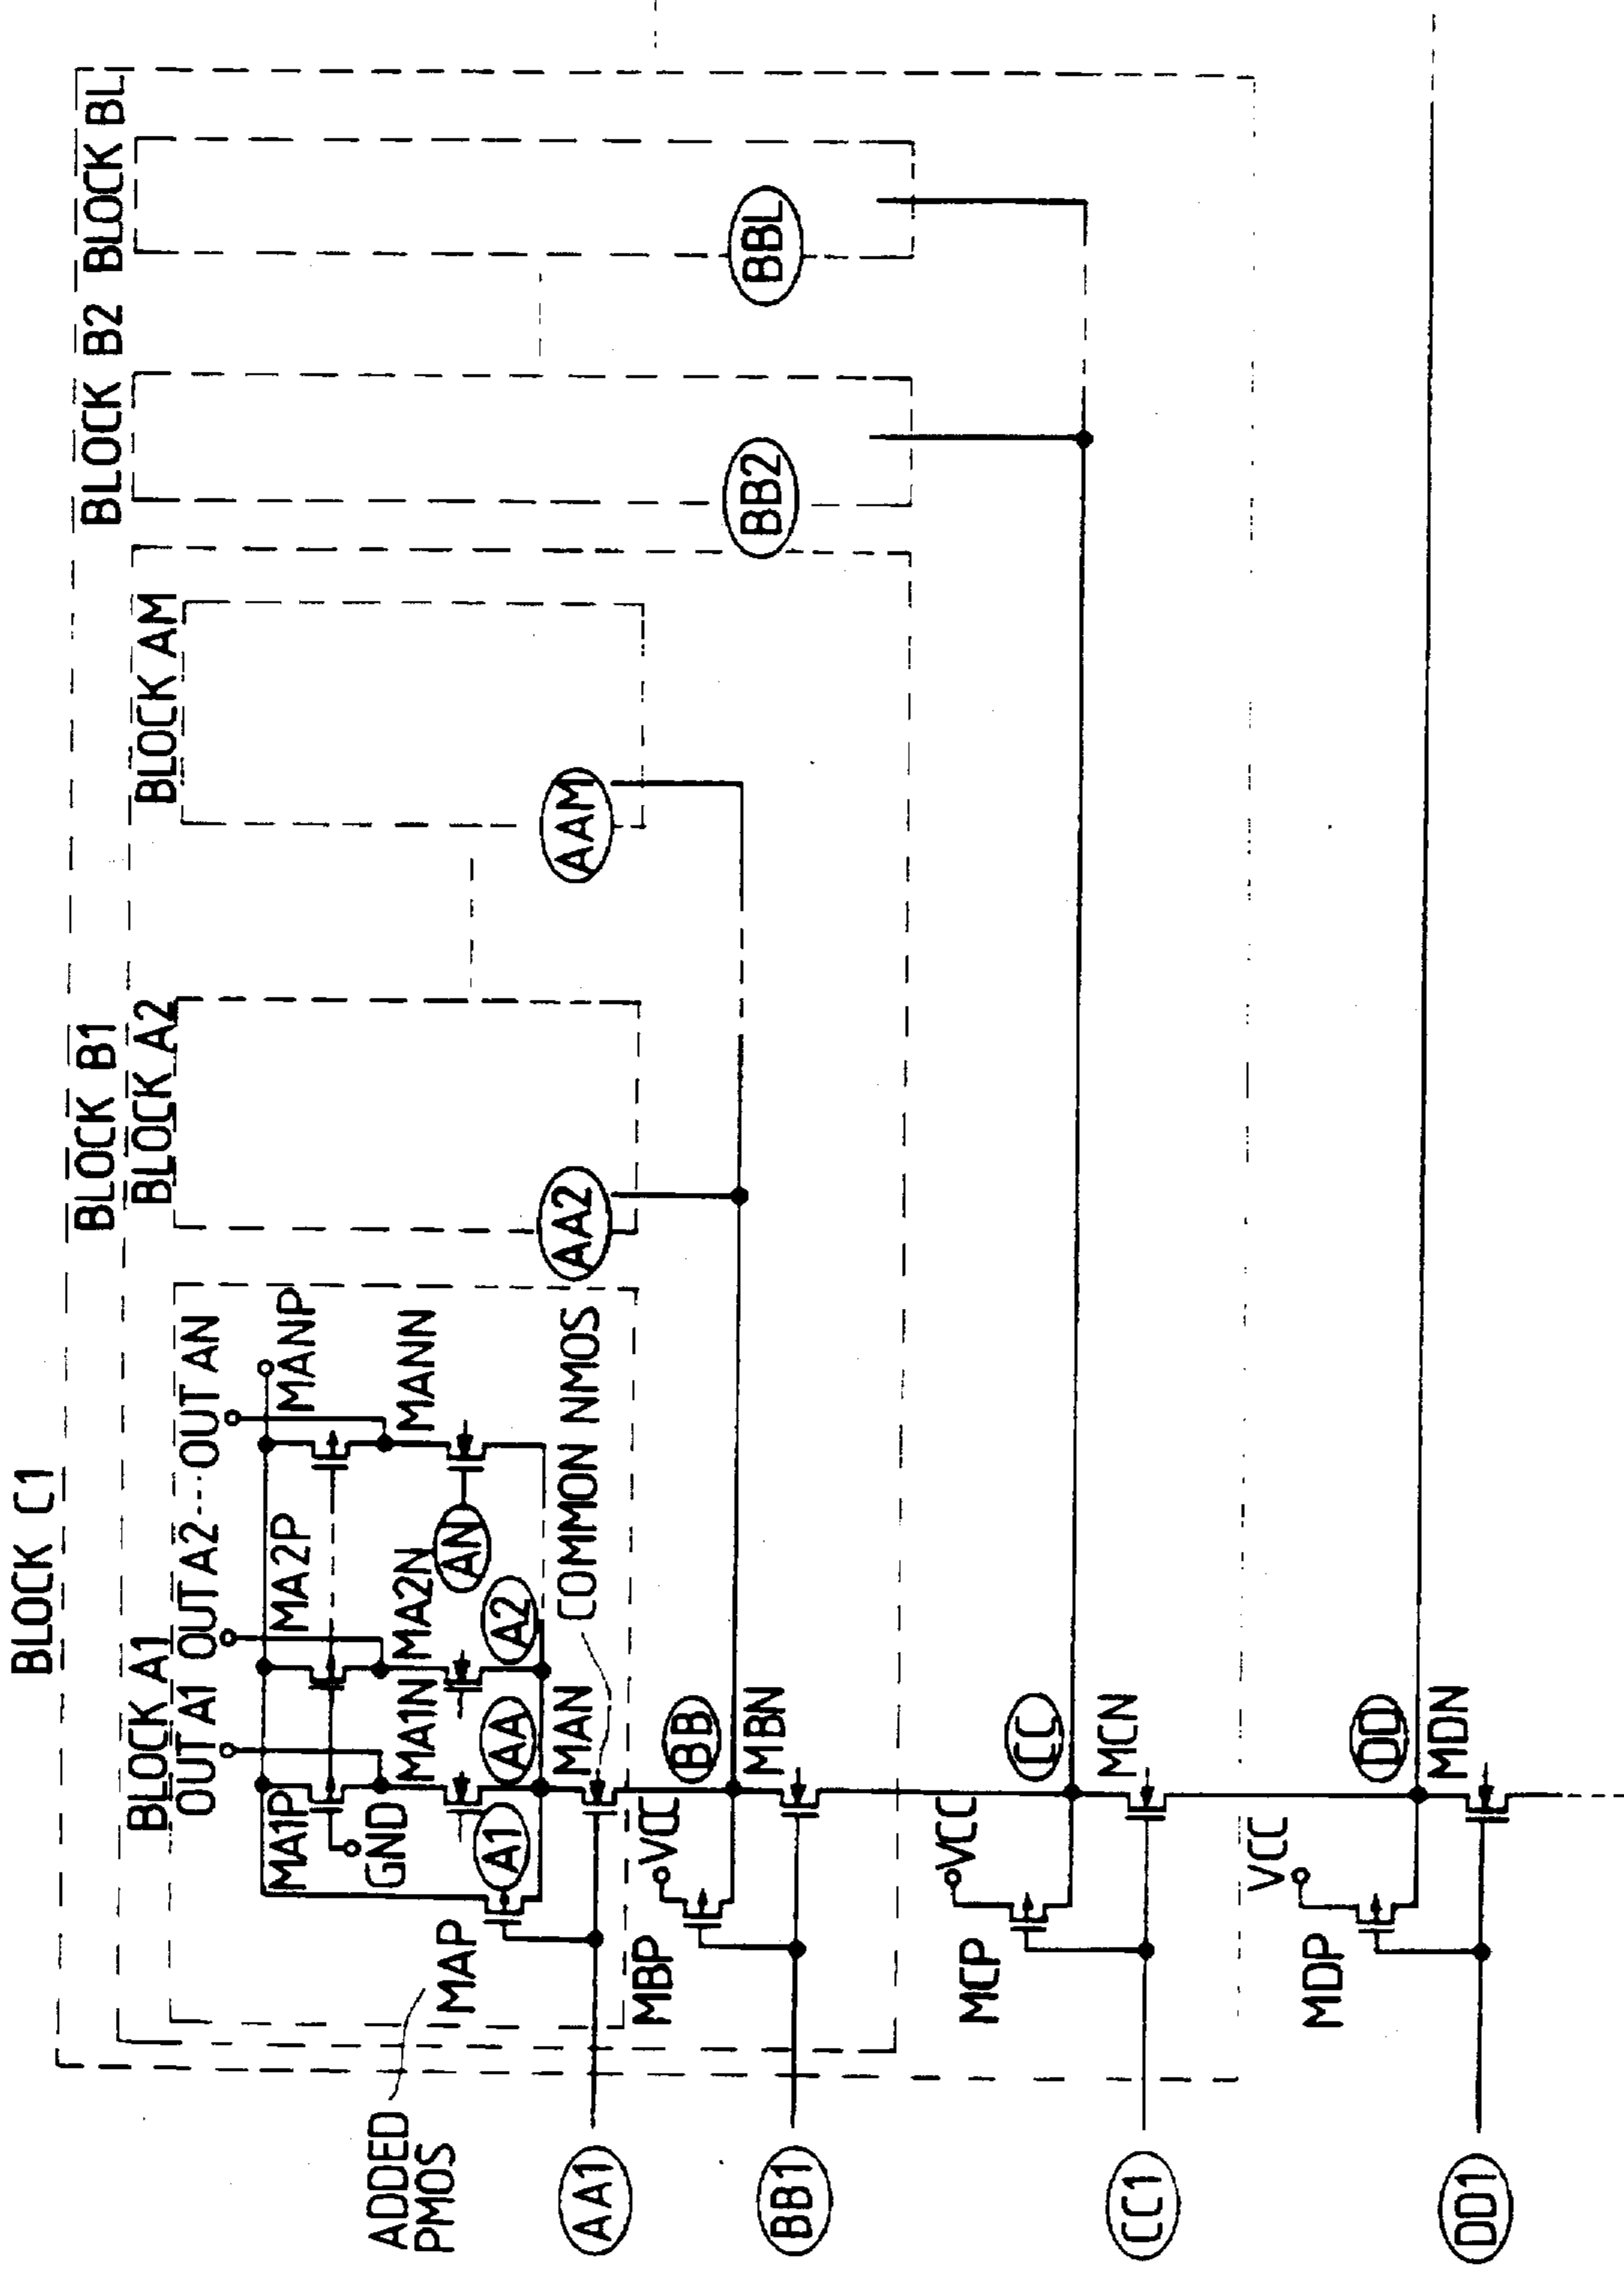 BLOCK C1
BLOCK B1
BLOCK B2
BLOCK BL
BLOCK A1
BLOCK A2
BLOCK AM
OUT A1
OUT A2---OUT AN
MA1P
MA2P
MANP
GND
MA1N
MA2N
MANN
A1
AA
A2
AN
ADDED
PMOS
MAP
MAN
COMMON NMOS
AA2
AAM
AA1
VCC
BB
MBP
MBN
BB2
BBL
BB1
VCC
CC
MCP
MCN
CC1
VCC
DD
MDP
MDN
DD1